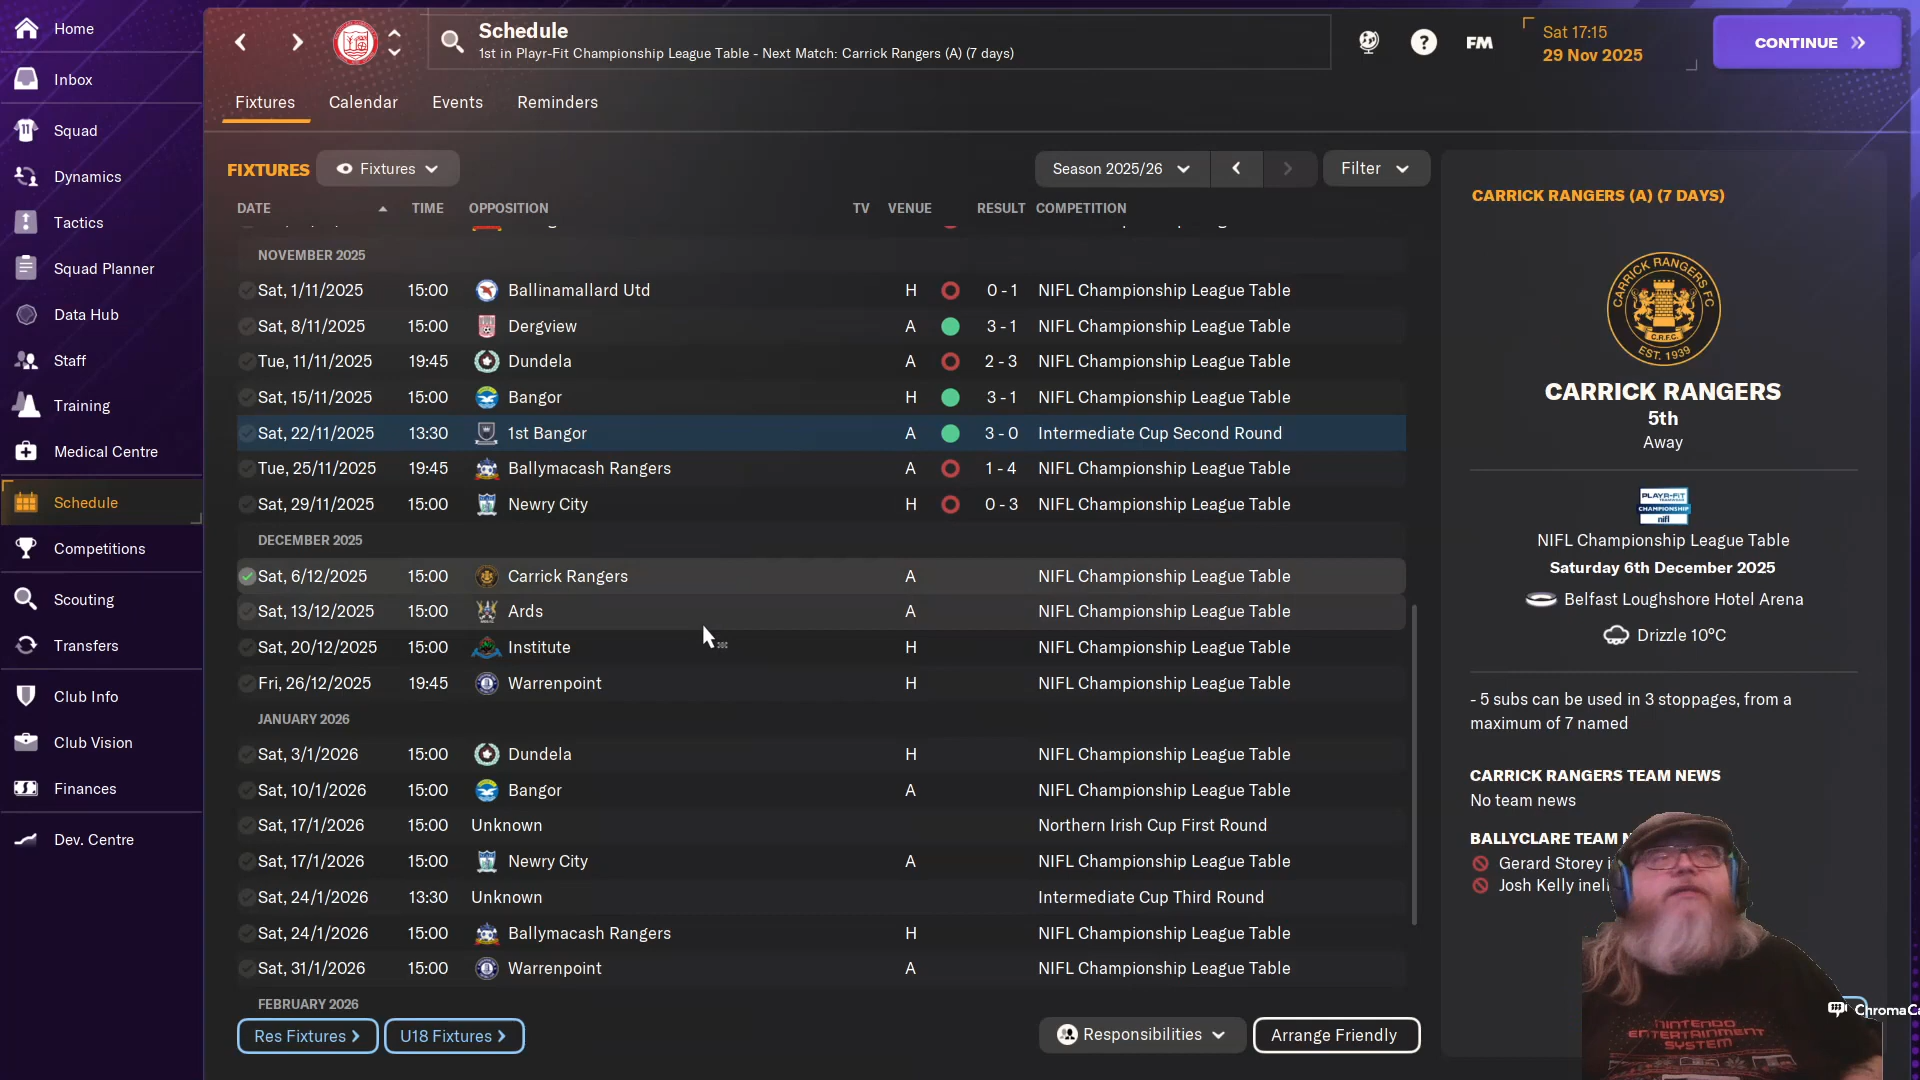 Home
Inbox
Squad
Dynamics
Tactics
Squad Planner
Data Hub
Staff
Training
Medical Centre
Schedule
Competitions
Scouting
Transfers
Club Info
Club Vision
Finances
Dev. Centre
Schedule
1st in Playr-Fit Championship League Table - Next Match: Carrick Rangers (A) (7 days)
?
FM
Sat 17:15
29 Nov 2025
CONTINUE
Fixtures Calendar Events Reminders
FIXTURES Fixtures Season 2025/26 Filter
DATE TIME OPPOSITION TV VENUE RESULT COMPETITION
NOVEMBER 2025
Sat, 1/11/2025 15:00 Ballinamallard Utd H 0 - 1 NIFL Championship League Table
Sat, 8/11/2025 15:00 Dergview A 3 - 1 NIFL Championship League Table
Tue, 11/11/2025 19:45 Dundela A 2 - 3 NIFL Championship League Table
Sat, 15/11/2025 15:00 Bangor H 3 - 1 NIFL Championship League Table
Sat, 22/11/2025 13:30 1st Bangor A 3 - 0 Intermediate Cup Second Round
Tue, 25/11/2025 19:45 Ballymacash Rangers A 1 - 4 NIFL Championship League Table
Sat, 29/11/2025 15:00 Newry City H 0 - 3 NIFL Championship League Table
DECEMBER 2025
Sat, 6/12/2025 15:00 Carrick Rangers A NIFL Championship League Table
Sat, 13/12/2025 15:00 Ards A NIFL Championship League Table
Sat, 20/12/2025 15:00 Institute H NIFL Championship League Table
Fri, 26/12/2025 19:45 Warrenpoint H NIFL Championship League Table
JANUARY 2026
Sat, 3/1/2026 15:00 Dundela H NIFL Championship League Table
Sat, 10/1/2026 15:00 Bangor A NIFL Championship League Table
Sat, 17/1/2026 15:00 Unknown Northern Irish Cup First Round
Sat, 17/1/2026 15:00 Newry City A NIFL Championship League Table
Sat, 24/1/2026 13:30 Unknown Intermediate Cup Third Round
Sat, 24/1/2026 15:00 Ballymacash Rangers H NIFL Championship League Table
Sat, 31/1/2026 15:00 Warrenpoint A NIFL Championship League Table
FEBRUARY 2026
Res Fixtures U18 Fixtures Responsibilities Arrange Friendly
CARRICK RANGERS (A) (7 DAYS)
CARRICK RANGERS FC
C.R.F.C.
EST. 1939
CARRICK RANGERS
5th
Away
PLAYR-FIT
CHAMPIONSHIP
nifl
NIFL Championship League Table
Saturday 6th December 2025
Belfast Loughshore Hotel Arena
Drizzle 10°C
- 5 subs can be used in 3 stoppages, from a
maximum of 7 named
CARRICK RANGERS TEAM NEWS
No team news
BALLYCLARE TEAM
Gerard Storey
Josh Kelly
NINTENDO
ENTERTAINMENT
SYSTEM